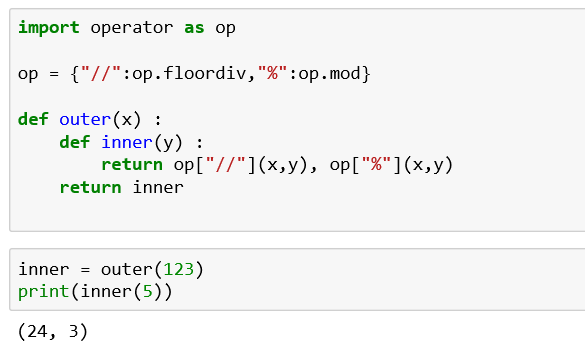 import operator as op
op = {"//":op.floordiv,"%":op.mod}
def outer(x) :
    def inner(y) :
        return op["//"](x,y), op["%"](x,y)
    return inner
inner = outer(123)
print(inner(5))
(24, 3)